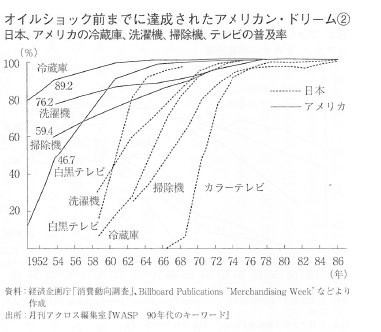 オイルショック前までに達成されたアメリカン・ドリーム②
日本、アメリカの冷蔵庫、洗濯機、掃除機、テレビの普及率
(%)
100
冷蔵庫
89.2
80
76.2
洗濯機
日本
アメリカ
60
59.4
掃除機
46.7
40
白黒テレビ
洗濯機
掃除機
カラーテレビ
20
白黒テレビ
冷蔵庫
1952 54 56 58 60 62 64 66 68 70 72 74 76 78 80 82 84 86
(年)
資料：経済企画庁「消費動向調査」、Billboard Publications "Merchandising Week" などより
作成
出所：月刊アクロス編集室『WASP 90年代のキーワード』